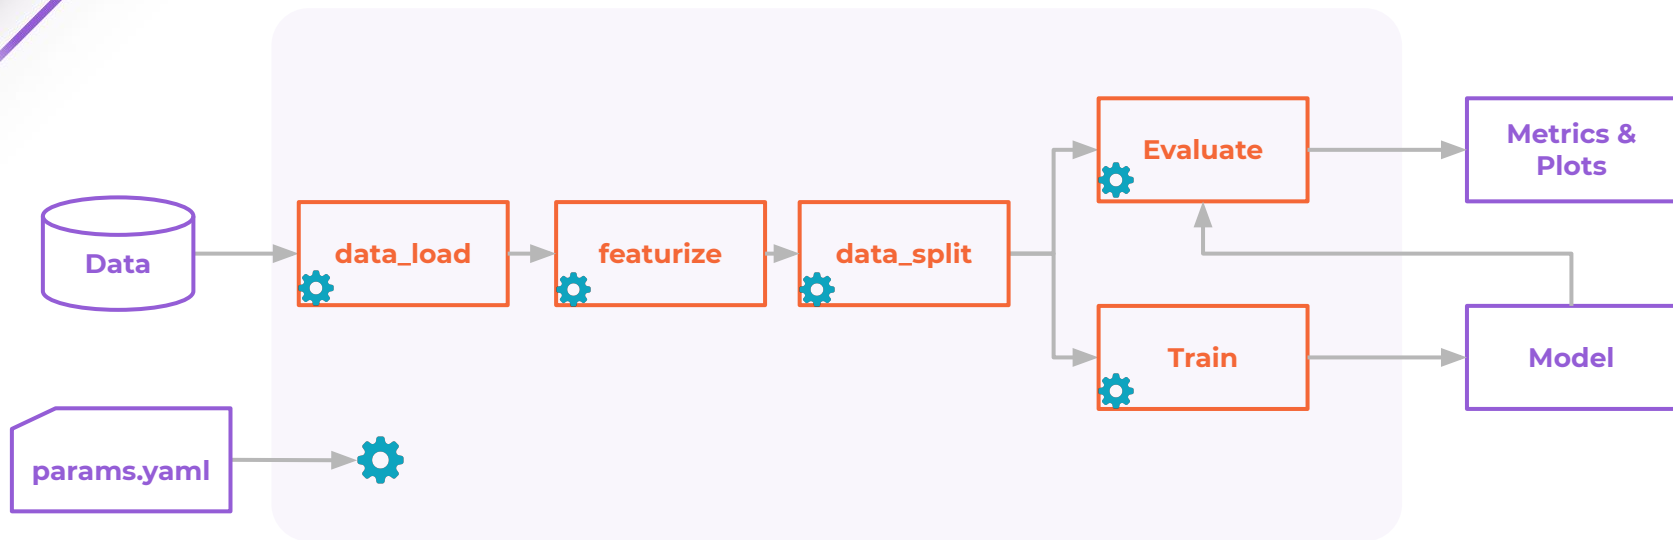 Data
data_load
featurize
data_split
Evaluate
Metrics &
Plots
Train
Model
params.yaml